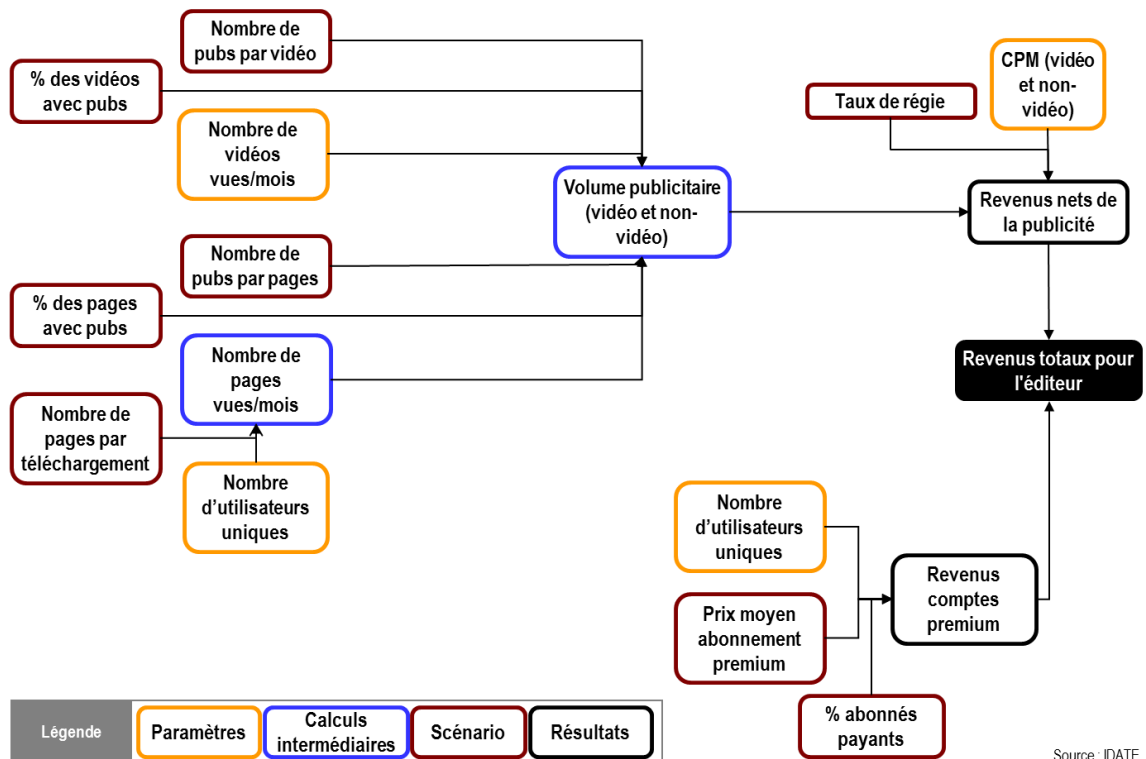 Nombre de
pubs par vidéo
% des vidéos
avec pubs
Nombre de
vidéos
vues/mois
CPM (vidéo
et non-
vidéo)
Taux de régie
Volume publicitaire
(vidéo et non-
vidéo)
Revenus nets de
la publicité
Nombre de
pubs par pages
% des pages
avec pubs
Nombre de
pages
vues/mois
Revenus totaux pour
l'éditeur
Nombre de
pages par
téléchargement
Nombre
d’utilisateurs
uniques
Nombre
d’utilisateurs
uniques
Revenus
comptes
premium
Prix moyen
abonnement
premium
% abonnés
payants
Légende
Paramètres
Calculs
intermédiaires
Scénario
Résultats
Source : IDATE